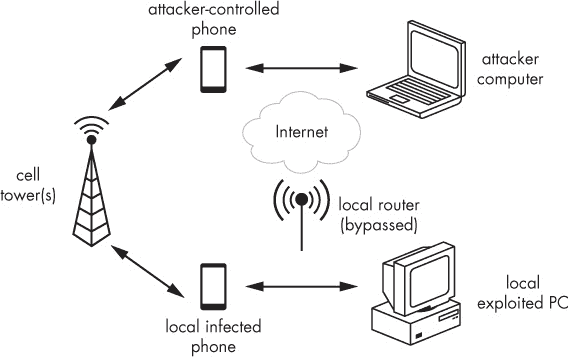 attacker-controlled
phone
attacker
computer
Internet
cell
tower(s)
local router
(bypassed)
local infected
phone
local
exploited PC